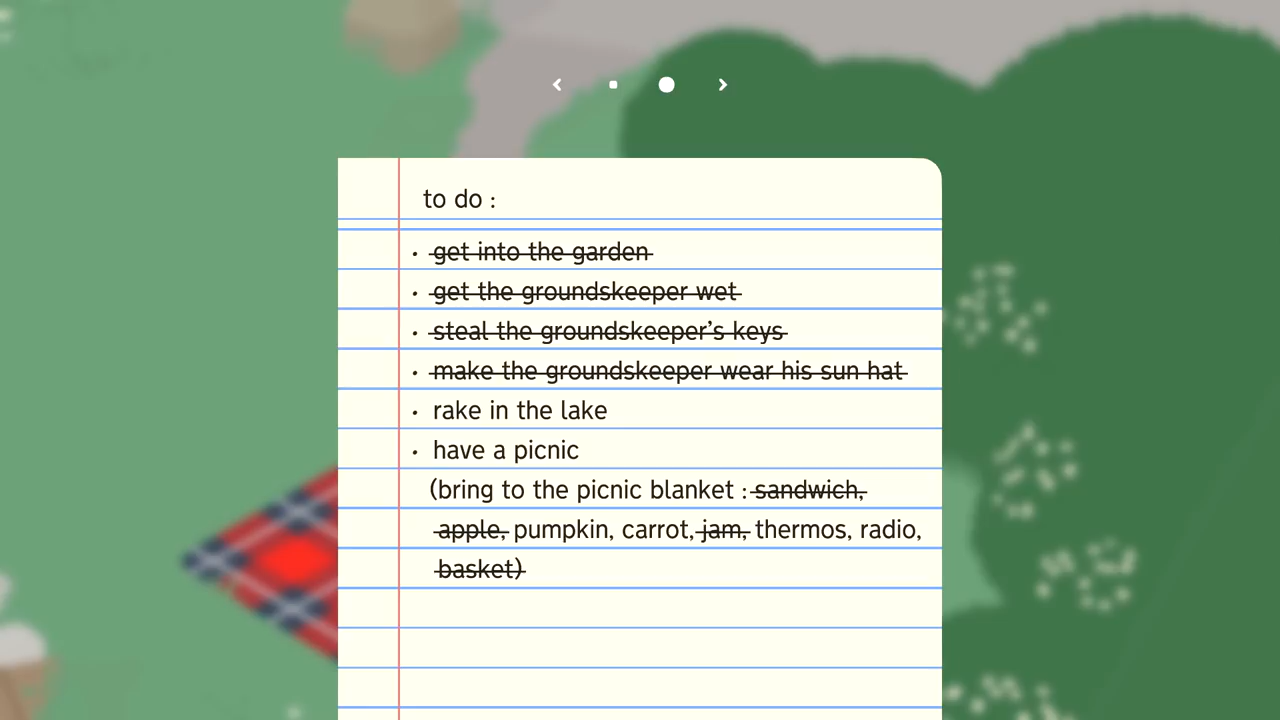 to do :
• get into the garden
• get the groundskeeper wet
• steal the groundskeeper’s keys
• make the groundskeeper wear his sun hat
• rake in the lake
• have a picnic
(bring to the picnic blanket : sandwich,
apple, pumpkin, carrot, jam, thermos, radio,
basket)